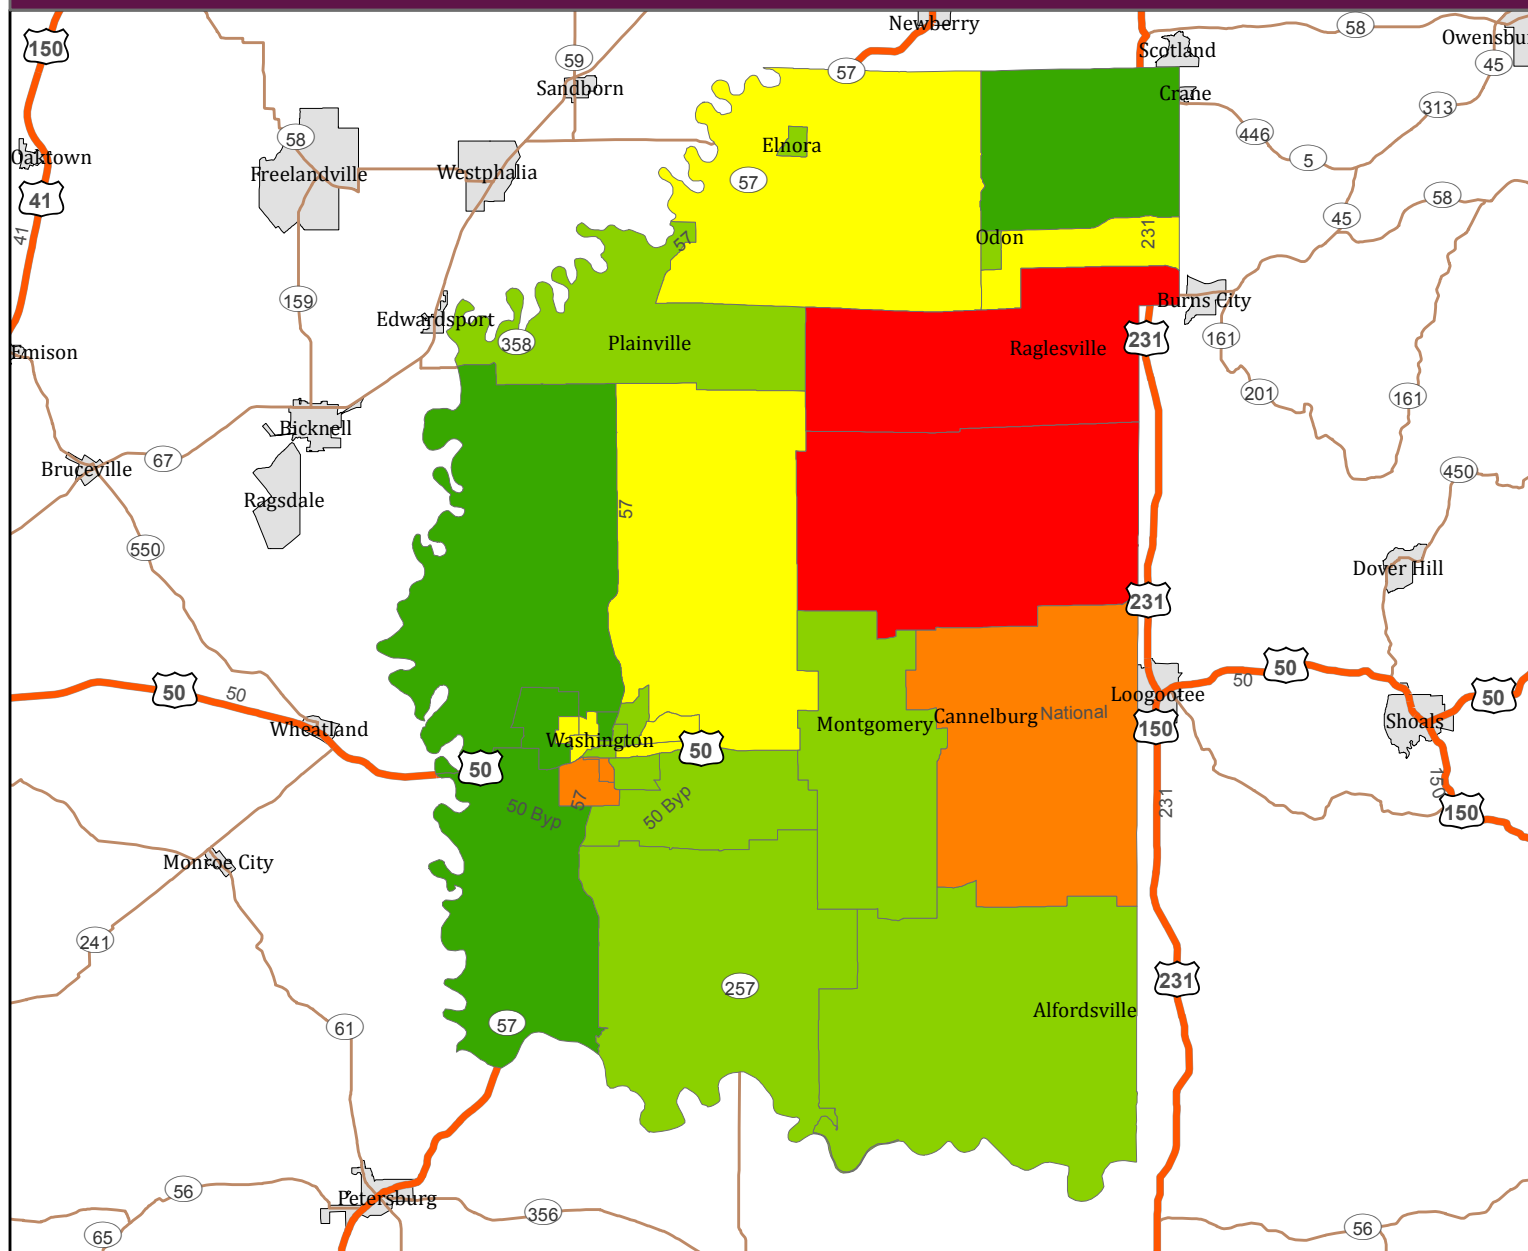 Newberry
58
Owensbu
150
Scotland
59
45
57
Sandborn
Crane
313
446
58
Elnora
5
Oaktown
Freelandville
Westphalia
57
41
58
45
41
57
Odon
231
159
Burns City
Edwardsport
358
Plainville
Raglesville
231
161
Emison
201
161
Bicknell
67
Bruceville
450
Ragsdale
57
550
Dover Hill
231
50
50
50
50
50
Loogootee
Wheatland
Montgomery
Cannelburg
National
150
Shoals
Washington
50
50
150
57
50 Byp
50 Byp
231
150
Monroe City
241
257
231
Alfordsville
57
61
56
Petersburg
356
56
65